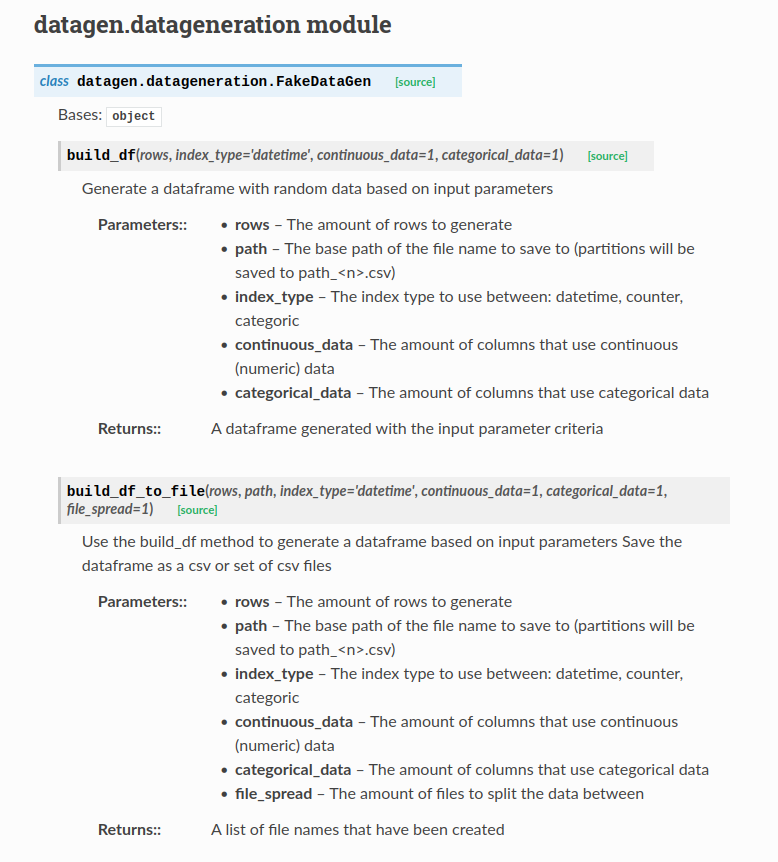 datagen.datageneration module
class datagen.datageneration.FakeDataGen [source]
Bases: object
build_df(rows, index_type='datetime', continuous_data=1, categorical_data=1) [source]
Generate a dataframe with random data based on input parameters
Parameters:: • rows – The amount of rows to generate
• path – The base path of the file name to save to (partitions will be
saved to path_<n>.csv)
• index_type – The index type to use between: datetime, counter,
categoric
• continuous_data – The amount of columns that use continuous
(numeric) data
• categorical_data – The amount of columns that use categorical data
Returns:: A dataframe generated with the input parameter criteria
build_df_to_file(rows, path, index_type='datetime', continuous_data=1, categorical_data=1,
file_spread=1) [source]
Use the build_df method to generate a dataframe based on input parameters Save the
dataframe as a csv or set of csv files
Parameters:: • rows – The amount of rows to generate
• path – The base path of the file name to save to (partitions will be
saved to path_<n>.csv)
• index_type – The index type to use between: datetime, counter,
categoric
• continuous_data – The amount of columns that use continuous
(numeric) data
• categorical_data – The amount of columns that use categorical data
• file_spread – The amount of files to split the data between
Returns:: A list of file names that have been created